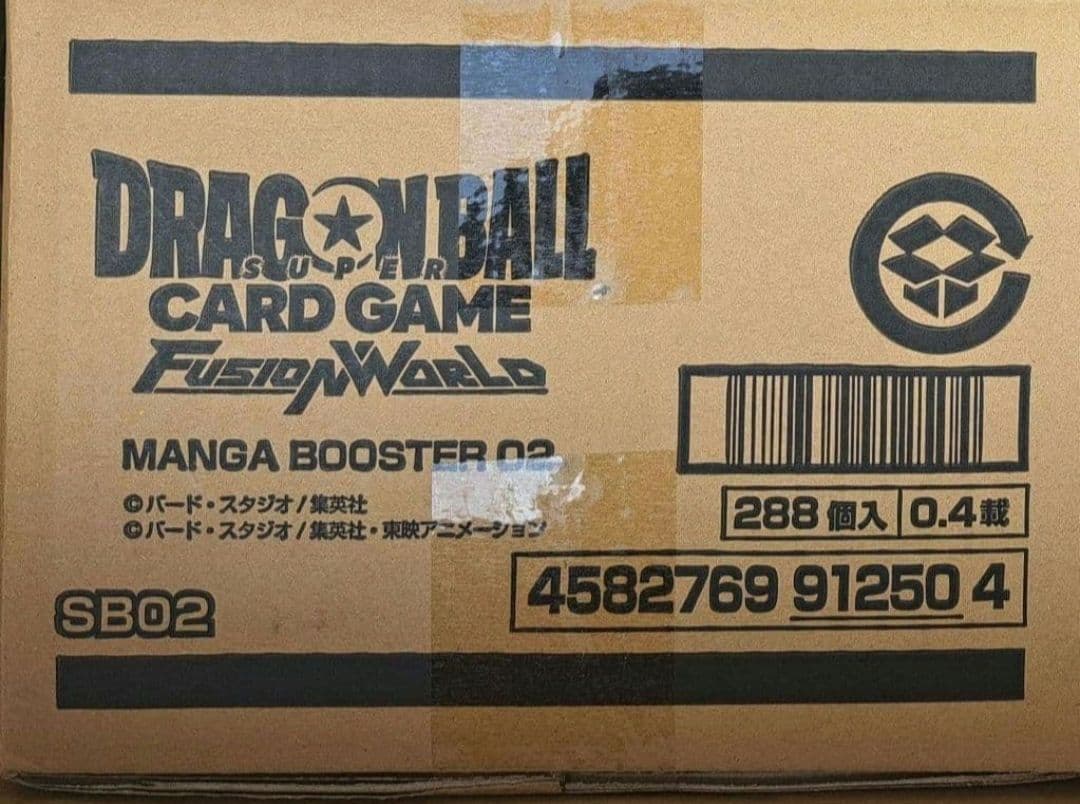 DRAGON BALL
SUPER
CARD GAME
FUSION WORLD
MANGA BOOSTER 02
©バード・スタジオ/集英社
©バード・スタジオ/集英社・東映アニメーション
288 個入 0.4載
4582769 91250 4
SB02